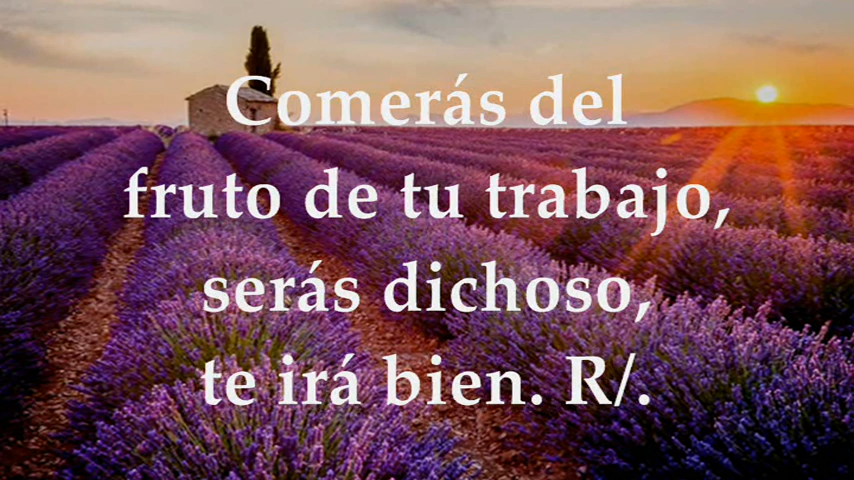 Comerás del
fruto de tu trabajo,
serás dichoso,
te irá bien. R/.